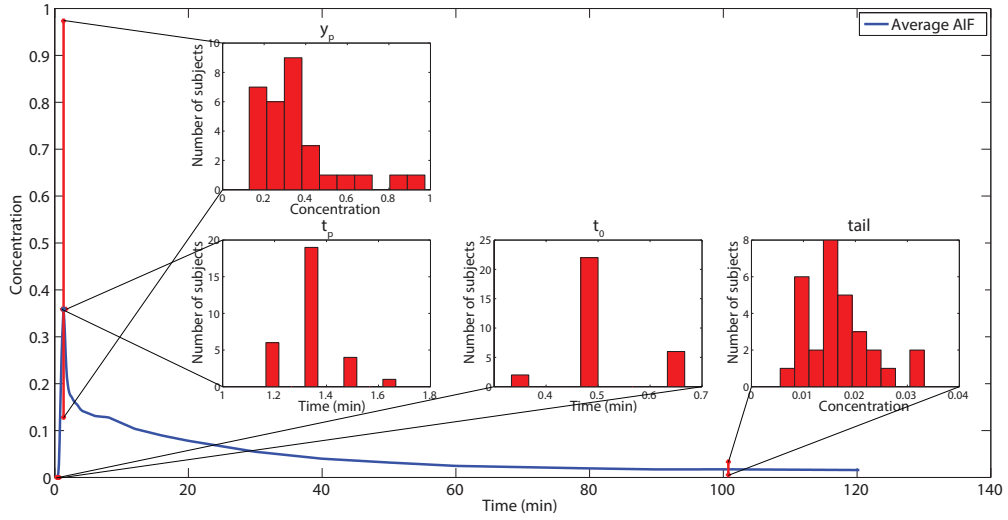 Average AIF
Concentration
1
0.9
0.8
0.7
0.6
0.5
0.4
0.3
0.2
0.1
0
0 20 40 60 80 100 120 140
Time (min)
y_p
Number of subjects
10
8
6
4
2
0
0 0.2 0.4 0.6 0.8 1
Concentration
t_p
Number of subjects
20
15
10
5
0
1 1.2 1.4 1.6 1.8
Time (min)
t_0
Number of subjects
25
20
15
10
5
0
0.4 0.5 0.6 0.7
Time (min)
tail
Number of subjects
8
6
4
2
0
0 0.01 0.02 0.03 0.04
Concentration